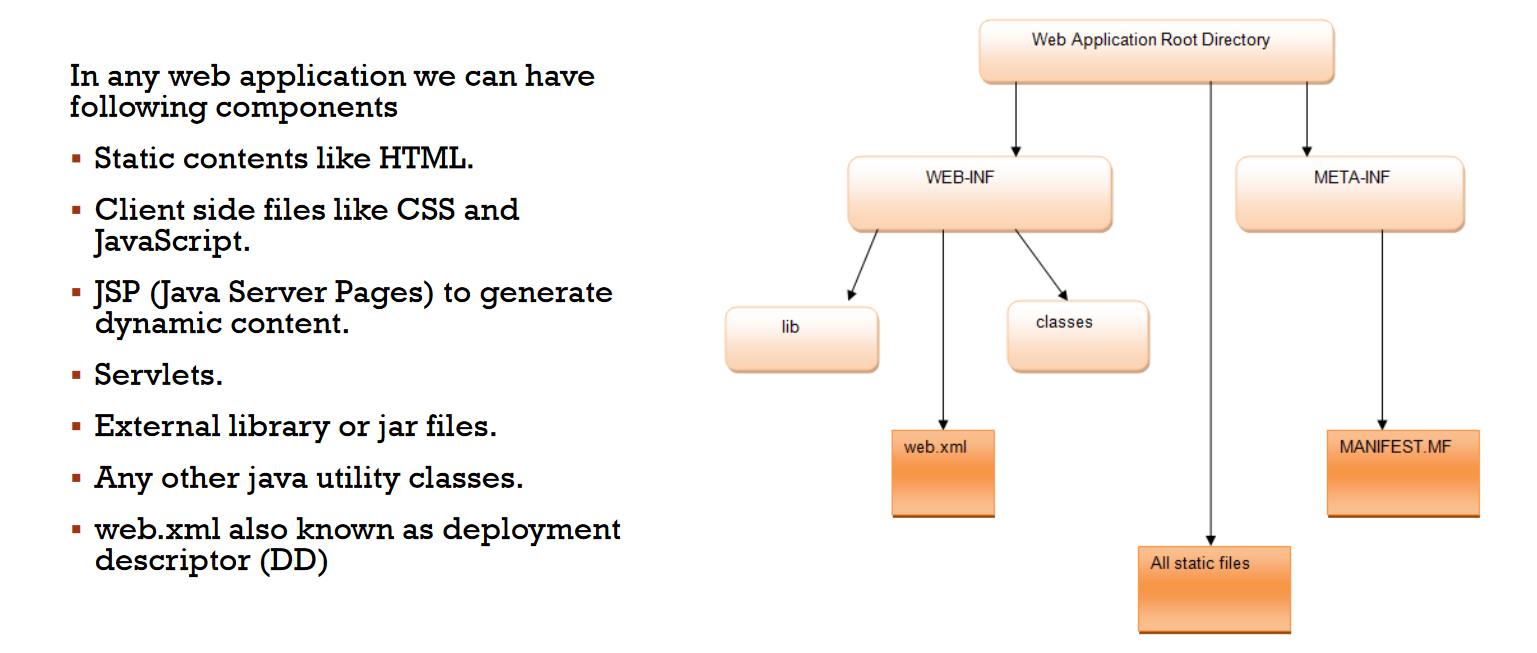 In any web application we can have
following components
▪ Static contents like HTML.
▪ Client side files like CSS and
JavaScript.
▪ JSP (Java Server Pages) to generate
dynamic content.
▪ Servlets.
▪ External library or jar files.
▪ Any other java utility classes.
▪ web.xml also known as deployment
descriptor (DD)
Web Application Root Directory
WEB-INF
META-INF
lib
classes
web.xml
MANIFEST.MF
All static files